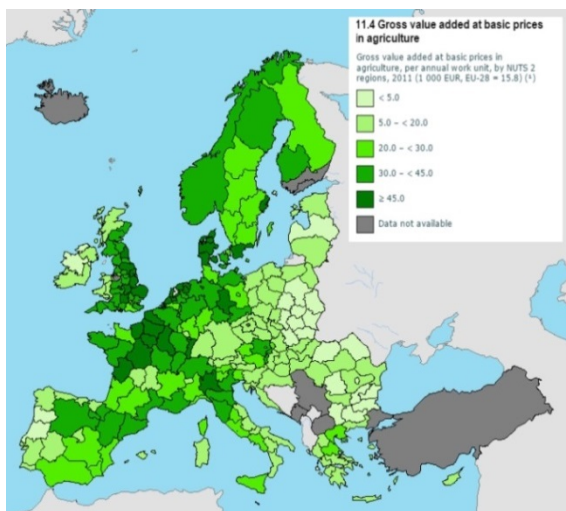 11.4 Gross value added at basic prices
in agriculture
Gross value added at basic prices in
agriculture, per annual work unit, by NUTS 2
regions, 2011 (1 000 EUR, EU-28 = 15.8) (¹)
< 5.0
5.0 – < 20.0
20.0 – < 30.0
30.0 – < 45.0
≥ 45.0
Data not available